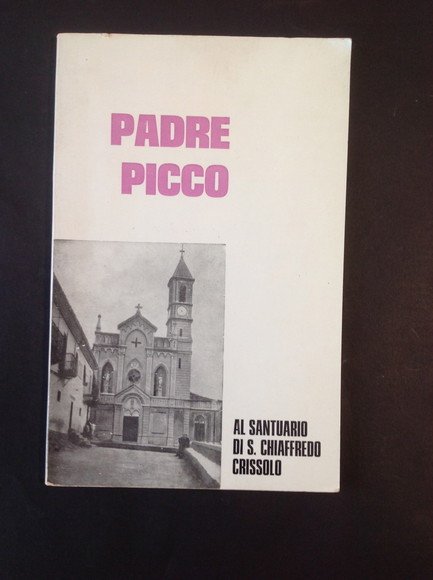 PADRE
PICCO
AL SANTUARIO
DI S. CHIAFFREDO
CRISSOLO